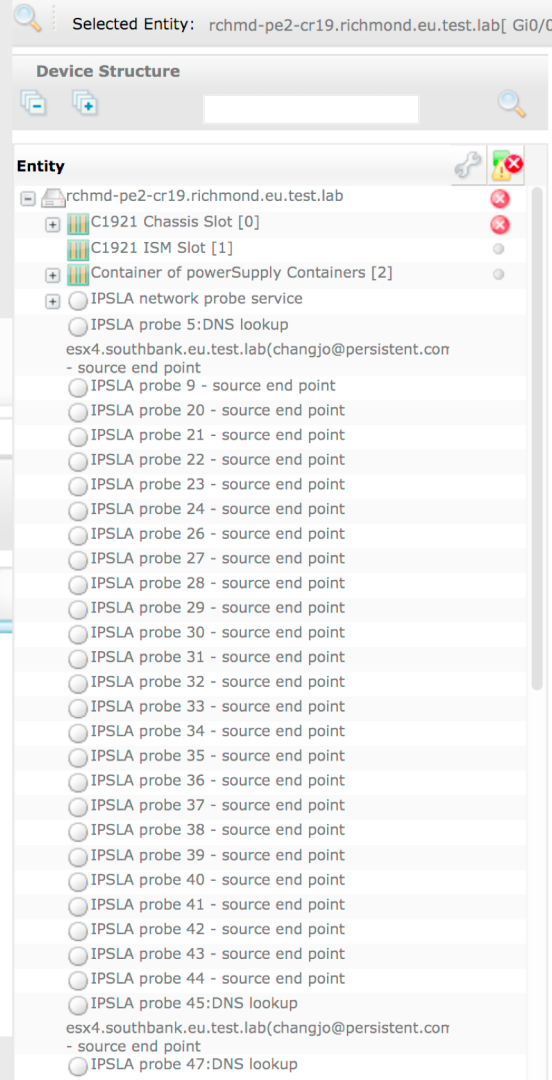 Selected Entity: rchmd-pe2-cr19.richmond.eu.test.lab[ Gi0/0
Device Structure
Entity
rchmd-pe2-cr19.richmond.eu.test.lab
C1921 Chassis Slot [0]
C1921 ISM Slot [1]
Container of powerSupply Containers [2]
IPSLA network probe service
IPSLA probe 5:DNS lookup
esx4.southbank.eu.test.lab(changjo@persistent.com
- source end point
IPSLA probe 9 - source end point
IPSLA probe 20 - source end point
IPSLA probe 21 - source end point
IPSLA probe 22 - source end point
IPSLA probe 23 - source end point
IPSLA probe 24 - source end point
IPSLA probe 26 - source end point
IPSLA probe 27 - source end point
IPSLA probe 28 - source end point
IPSLA probe 29 - source end point
IPSLA probe 30 - source end point
IPSLA probe 31 - source end point
IPSLA probe 32 - source end point
IPSLA probe 33 - source end point
IPSLA probe 34 - source end point
IPSLA probe 35 - source end point
IPSLA probe 36 - source end point
IPSLA probe 37 - source end point
IPSLA probe 38 - source end point
IPSLA probe 39 - source end point
IPSLA probe 40 - source end point
IPSLA probe 41 - source end point
IPSLA probe 42 - source end point
IPSLA probe 43 - source end point
IPSLA probe 44 - source end point
IPSLA probe 45:DNS lookup
esx4.southbank.eu.test.lab(changjo@persistent.com
- source end point
IPSLA probe 47:DNS lookup